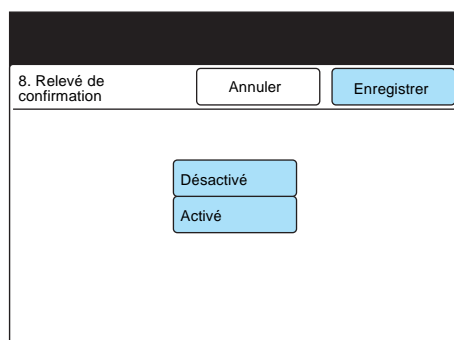 8. Relevé de
confirmation
Annuler
Enregistrer
Désactivé
Activé